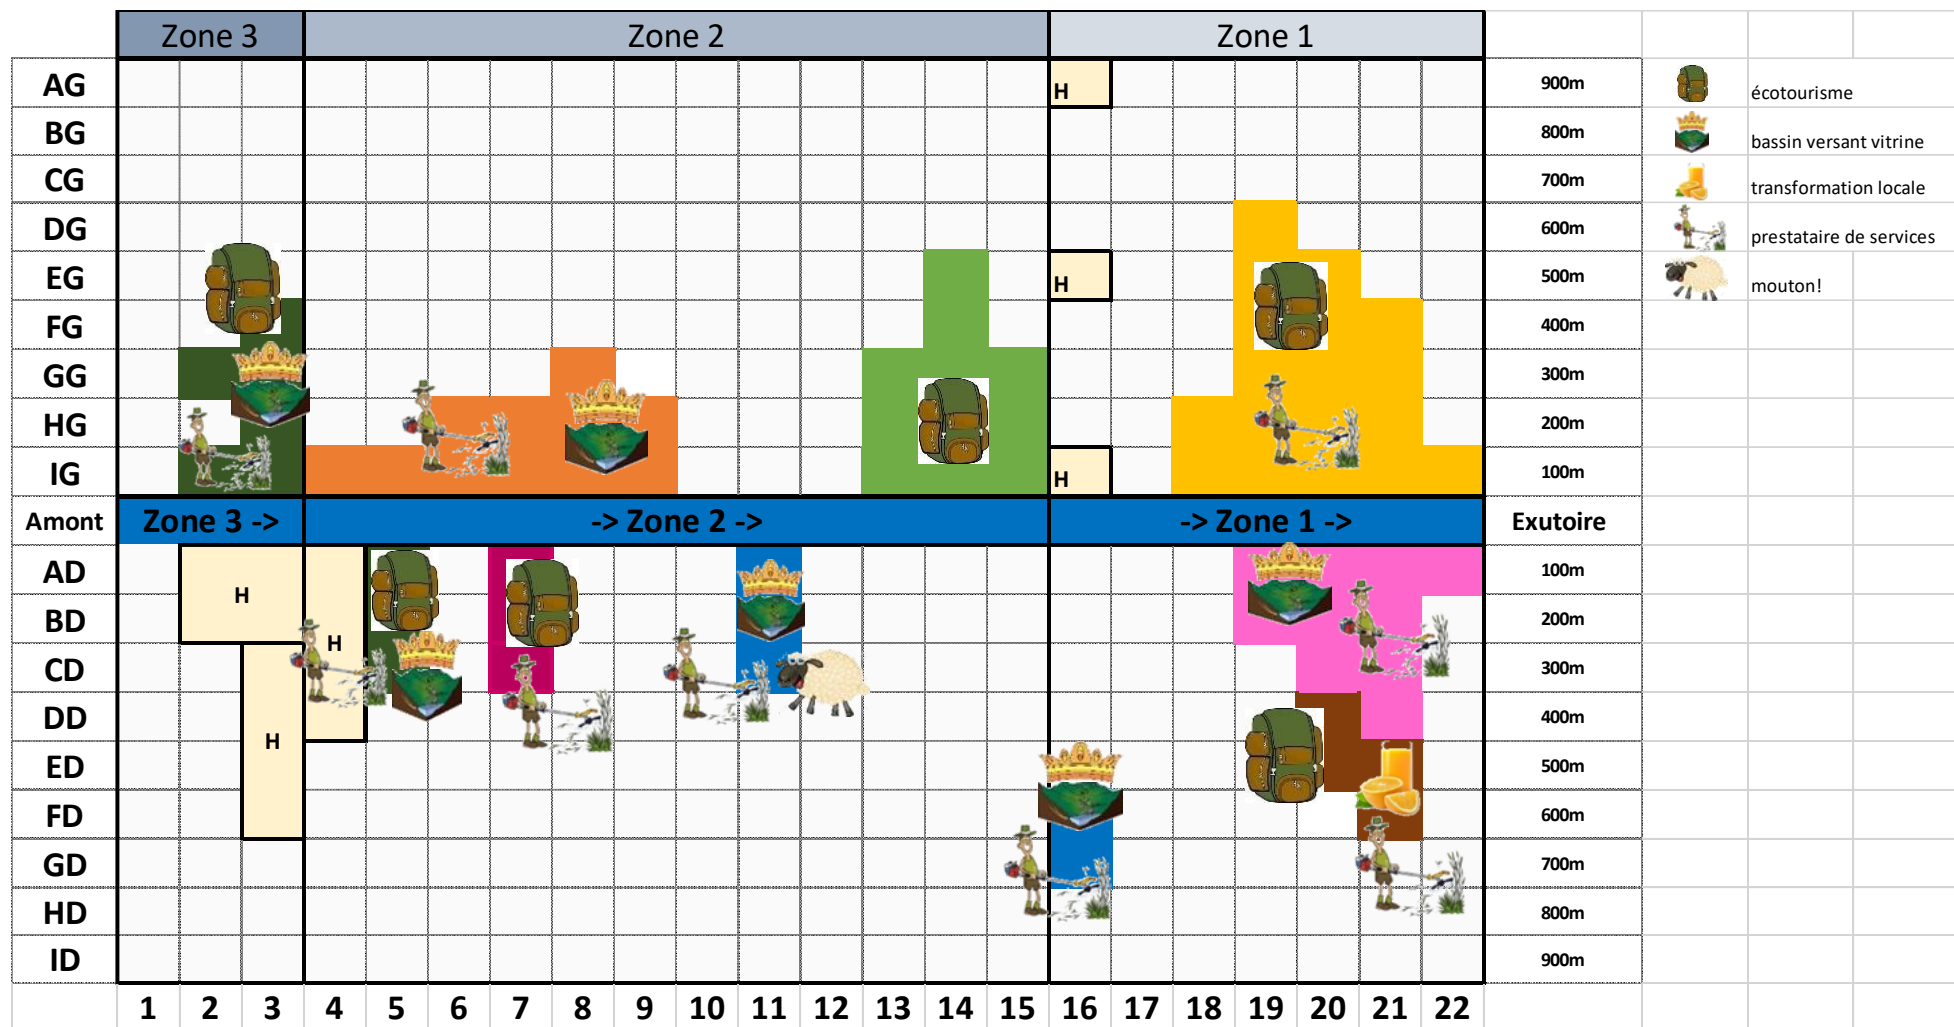 Zone 3 Zone 2 Zone 1
AG H 900m écotourisme
BG 800m bassin versant vitrine
CG 700m transformation locale
DG 600m prestataire de services
EG H 500m mouton!
FG 400m
GG 300m
HG 200m
IG H 100m
Amont Zone 3 -> -> Zone 2 -> -> Zone 1 -> Exutoire
AD H 100m
BD H 200m
CD 300m
DD H 400m
ED 500m
FD 600m
GD 700m
HD 800m
ID 900m
1 2 3 4 5 6 7 8 9 10 11 12 13 14 15 16 17 18 19 20 21 22